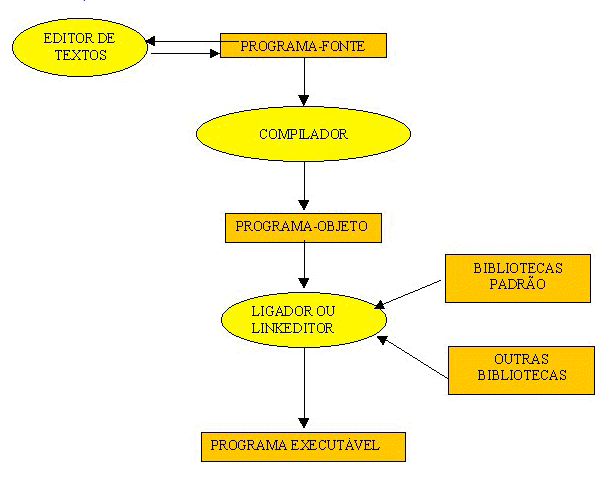 EDITOR DE
TEXTOS
PROGRAMA-FONTE
COMPILADOR
PROGRAMA-OBJETO
BIBLIOTECAS
PADRÃO
LIGADOR OU
LINKEDITOR
OUTRAS
BIBLIOTECAS
PROGRAMA EXECUTÁVEL